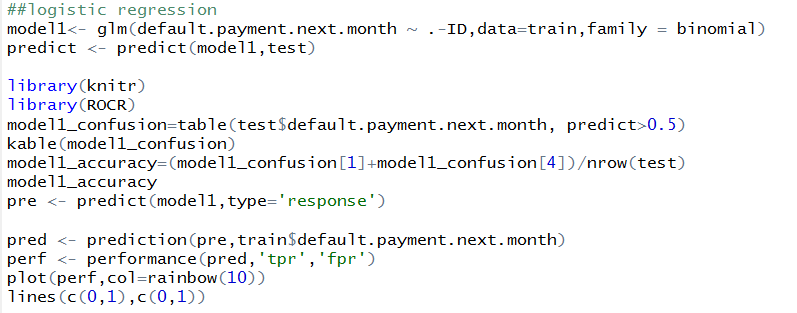 ##logistic regression
model1<- glm(default.payment.next.month ~ .-ID,data=train,family = binomial)
predict <- predict(model1,test)
library(knitr)
library(ROCR)
model1_confusion=table(test$default.payment.next.month, predict>0.5)
kable(model1_confusion)
model1_accuracy=(model1_confusion[1]+model1_confusion[4])/nrow(test)
model1_accuracy
pre <- predict(model1,type='response')
pred <- prediction(pre,train$default.payment.next.month)
perf <- performance(pred,'tpr','fpr')
plot(perf,col=rainbow(10))
lines(c(0,1),c(0,1))